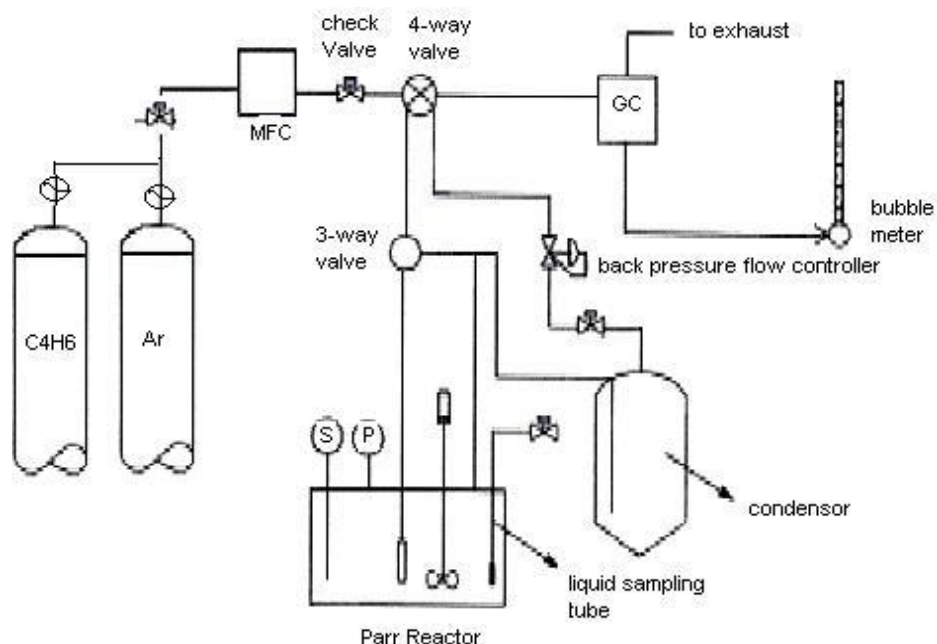 check
Valve
4-way
valve
to exhaust
GC
MFC
bubble
meter
3-way
valve
back pressure flow controller
C4H6
Ar
S
P
condensor
liquid sampling
tube
Parr Reactor